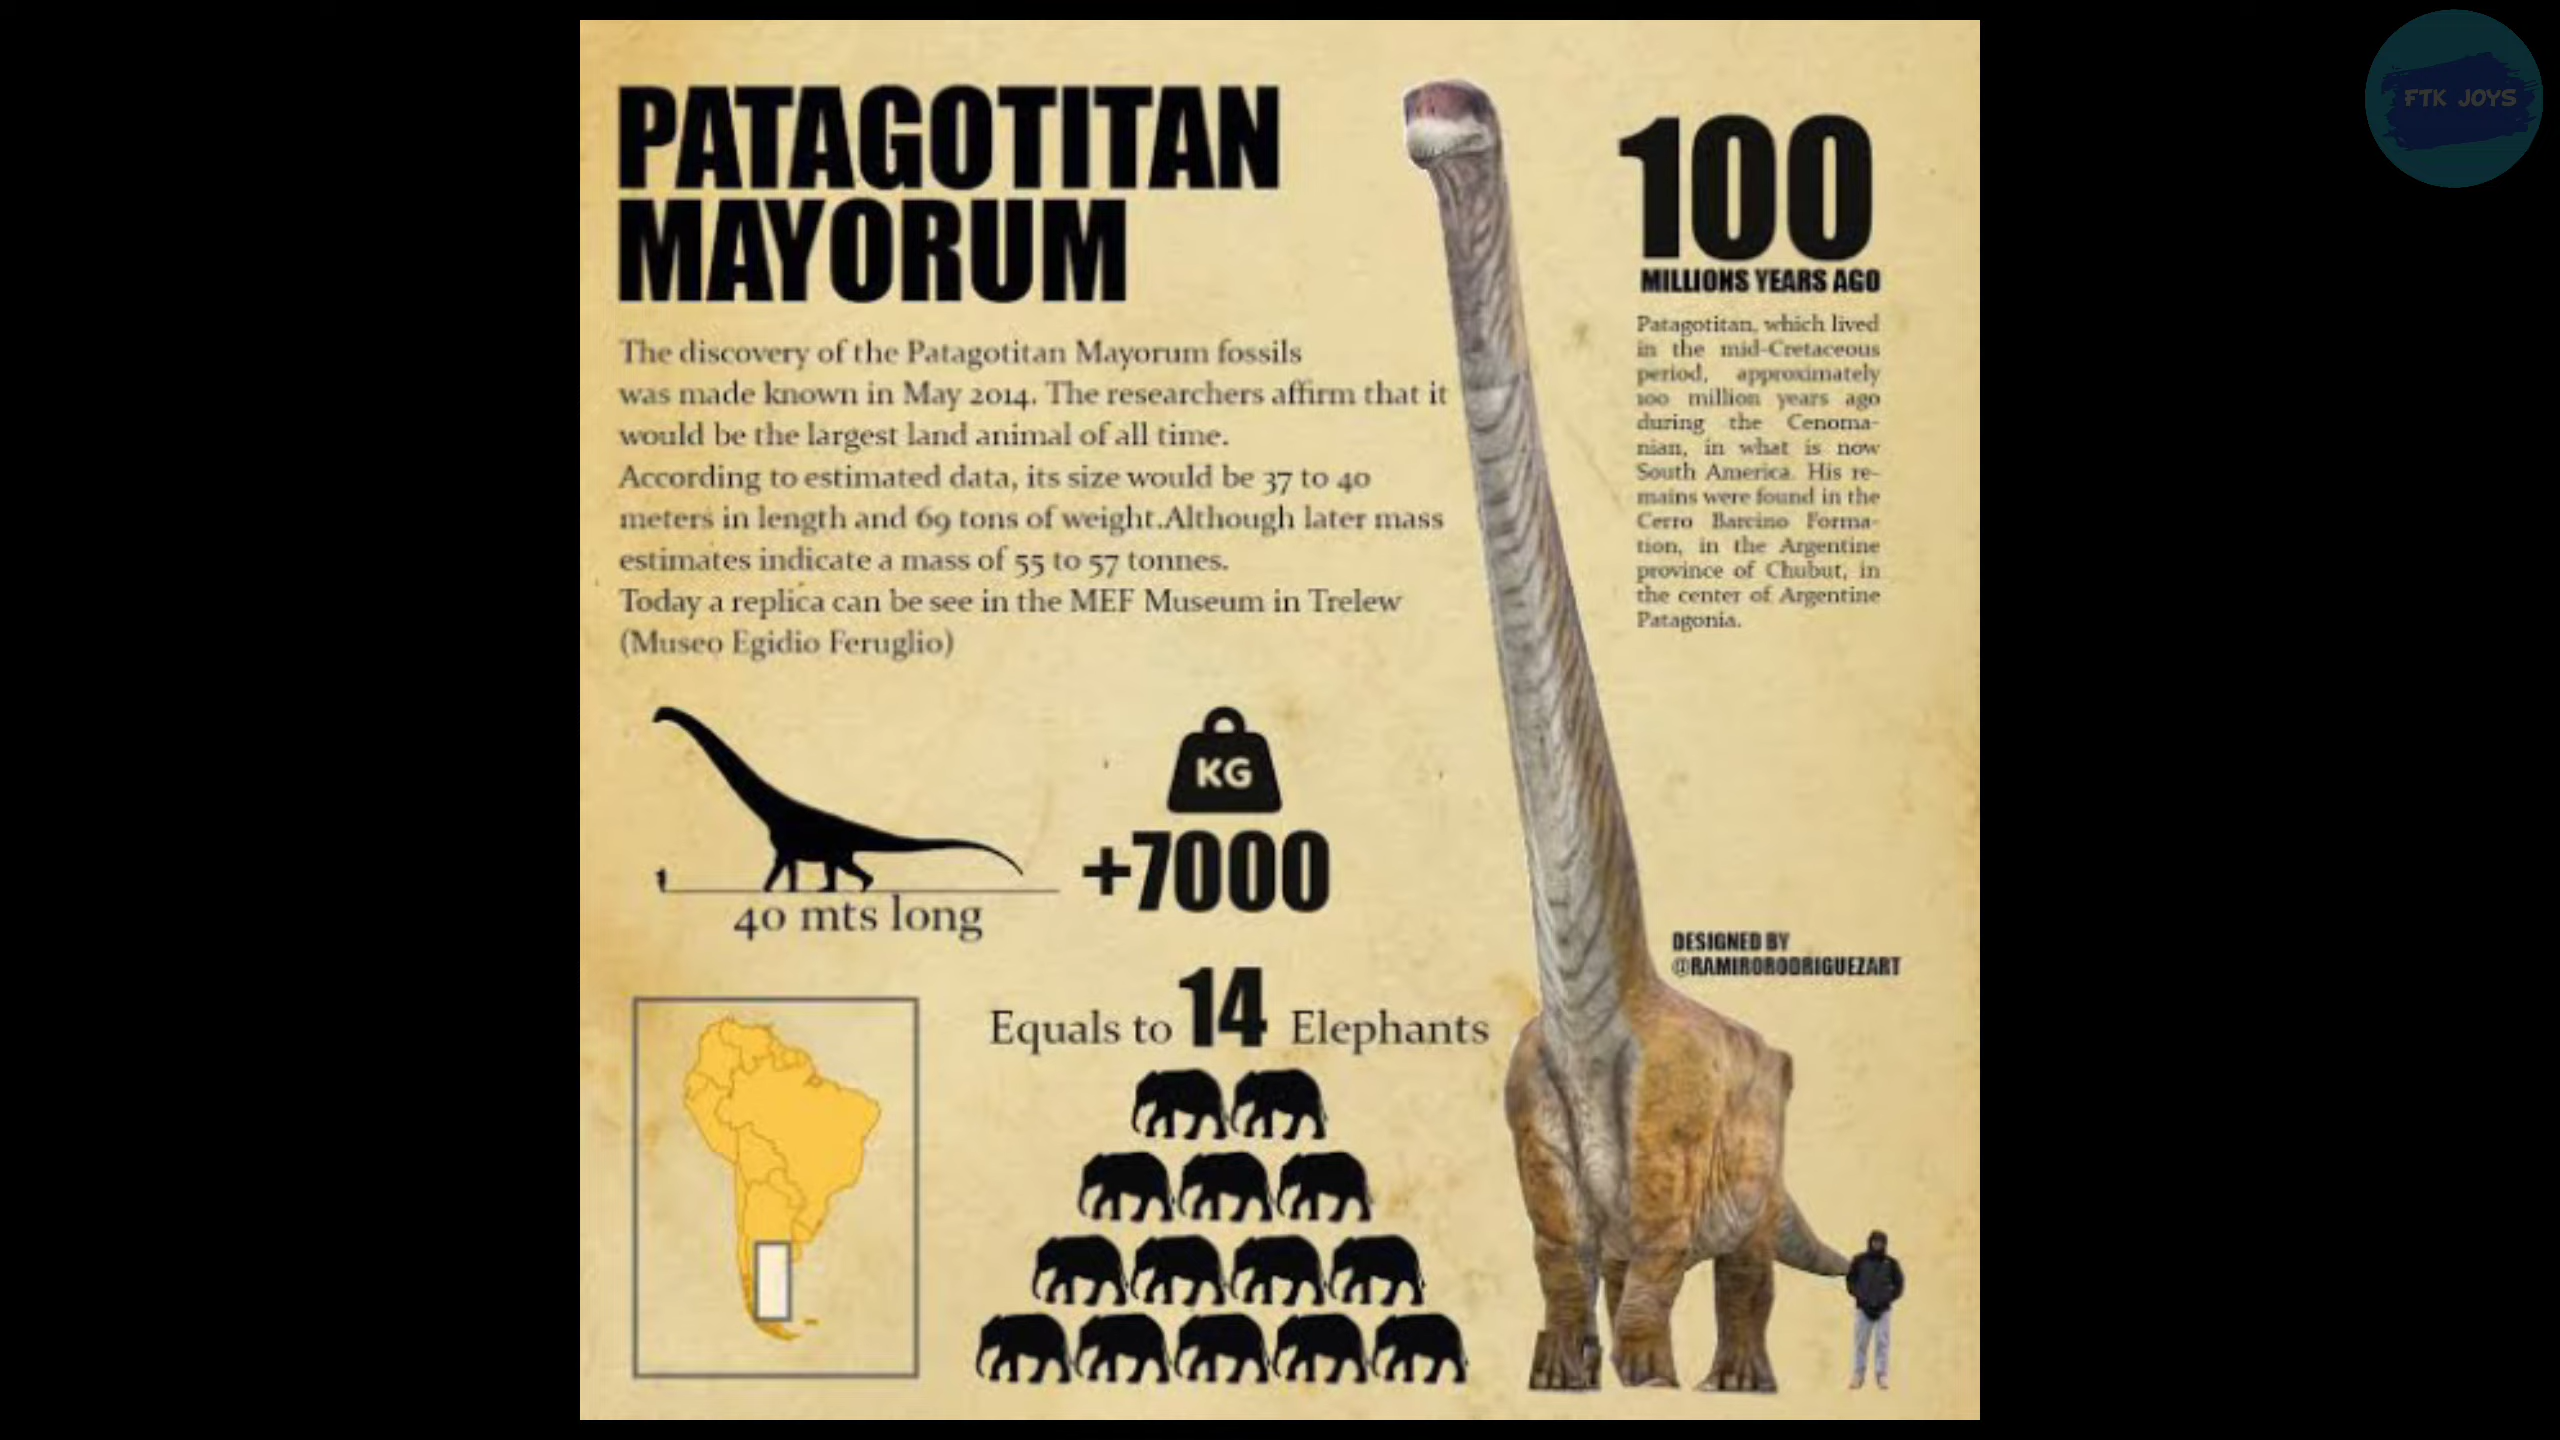 PATAGOTITAN
MAYORUM
The discovery of the Patagotitan Mayorum fossils
was made known in May 2014. The researchers affirm that it
would be the largest land animal of all time.
According to estimated data, its size would be 37 to 40
meters in length and 69 tons of weight.Although later mass
estimates indicate a mass of 55 to 57 tonnes.
Today a replica can be see in the MEF Museum in Trelew
(Museo Egidio Feruglio)
40 mts long
KG
+7000
Equals to 14 Elephants
100
MILLIONS YEARS AGO
Patagotitan, which lived
in the mid-Cretaceous
period, approximately
100 million years ago
during the Cenoma-
nian, in what is now
South America. His re-
mains were found in the
Cerro Barcino Forma-
tion, in the Argentine
province of Chubut, in
the center of Argentine
Patagonia.
DESIGNED BY
@RAMIRORODRIGUEZART
FTK JOYS